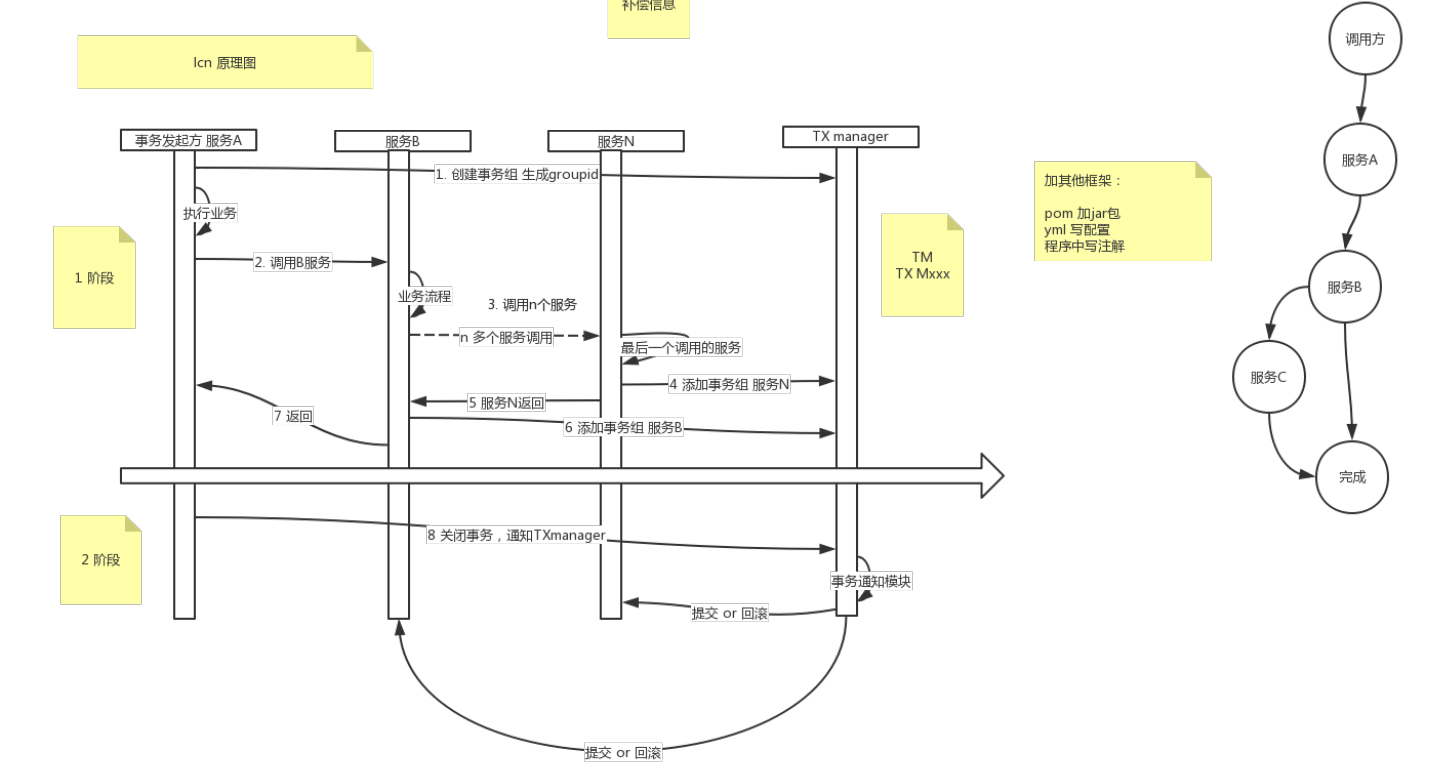 补偿信息
lcn 原理图
调用方
事务发起方 服务A
服务B
服务N
TX manager
1. 创建事务组 生成groupid
服务A
加其他框架：
pom 加jar包
yml 写配置
程序中写注解
执行业务
1 阶段
2. 调用B服务
TM
TX Mxxx
业务流程
3. 调用n个服务
服务B
n 多个服务调用
最后一个调用的服务
4 添加事务组 服务N
服务C
5 服务N返回
7 返回
6 添加事务组 服务B
完成
2 阶段
8 关闭事务，通知TXmanager
事务通知模块
提交 or 回滚
提交 or 回滚